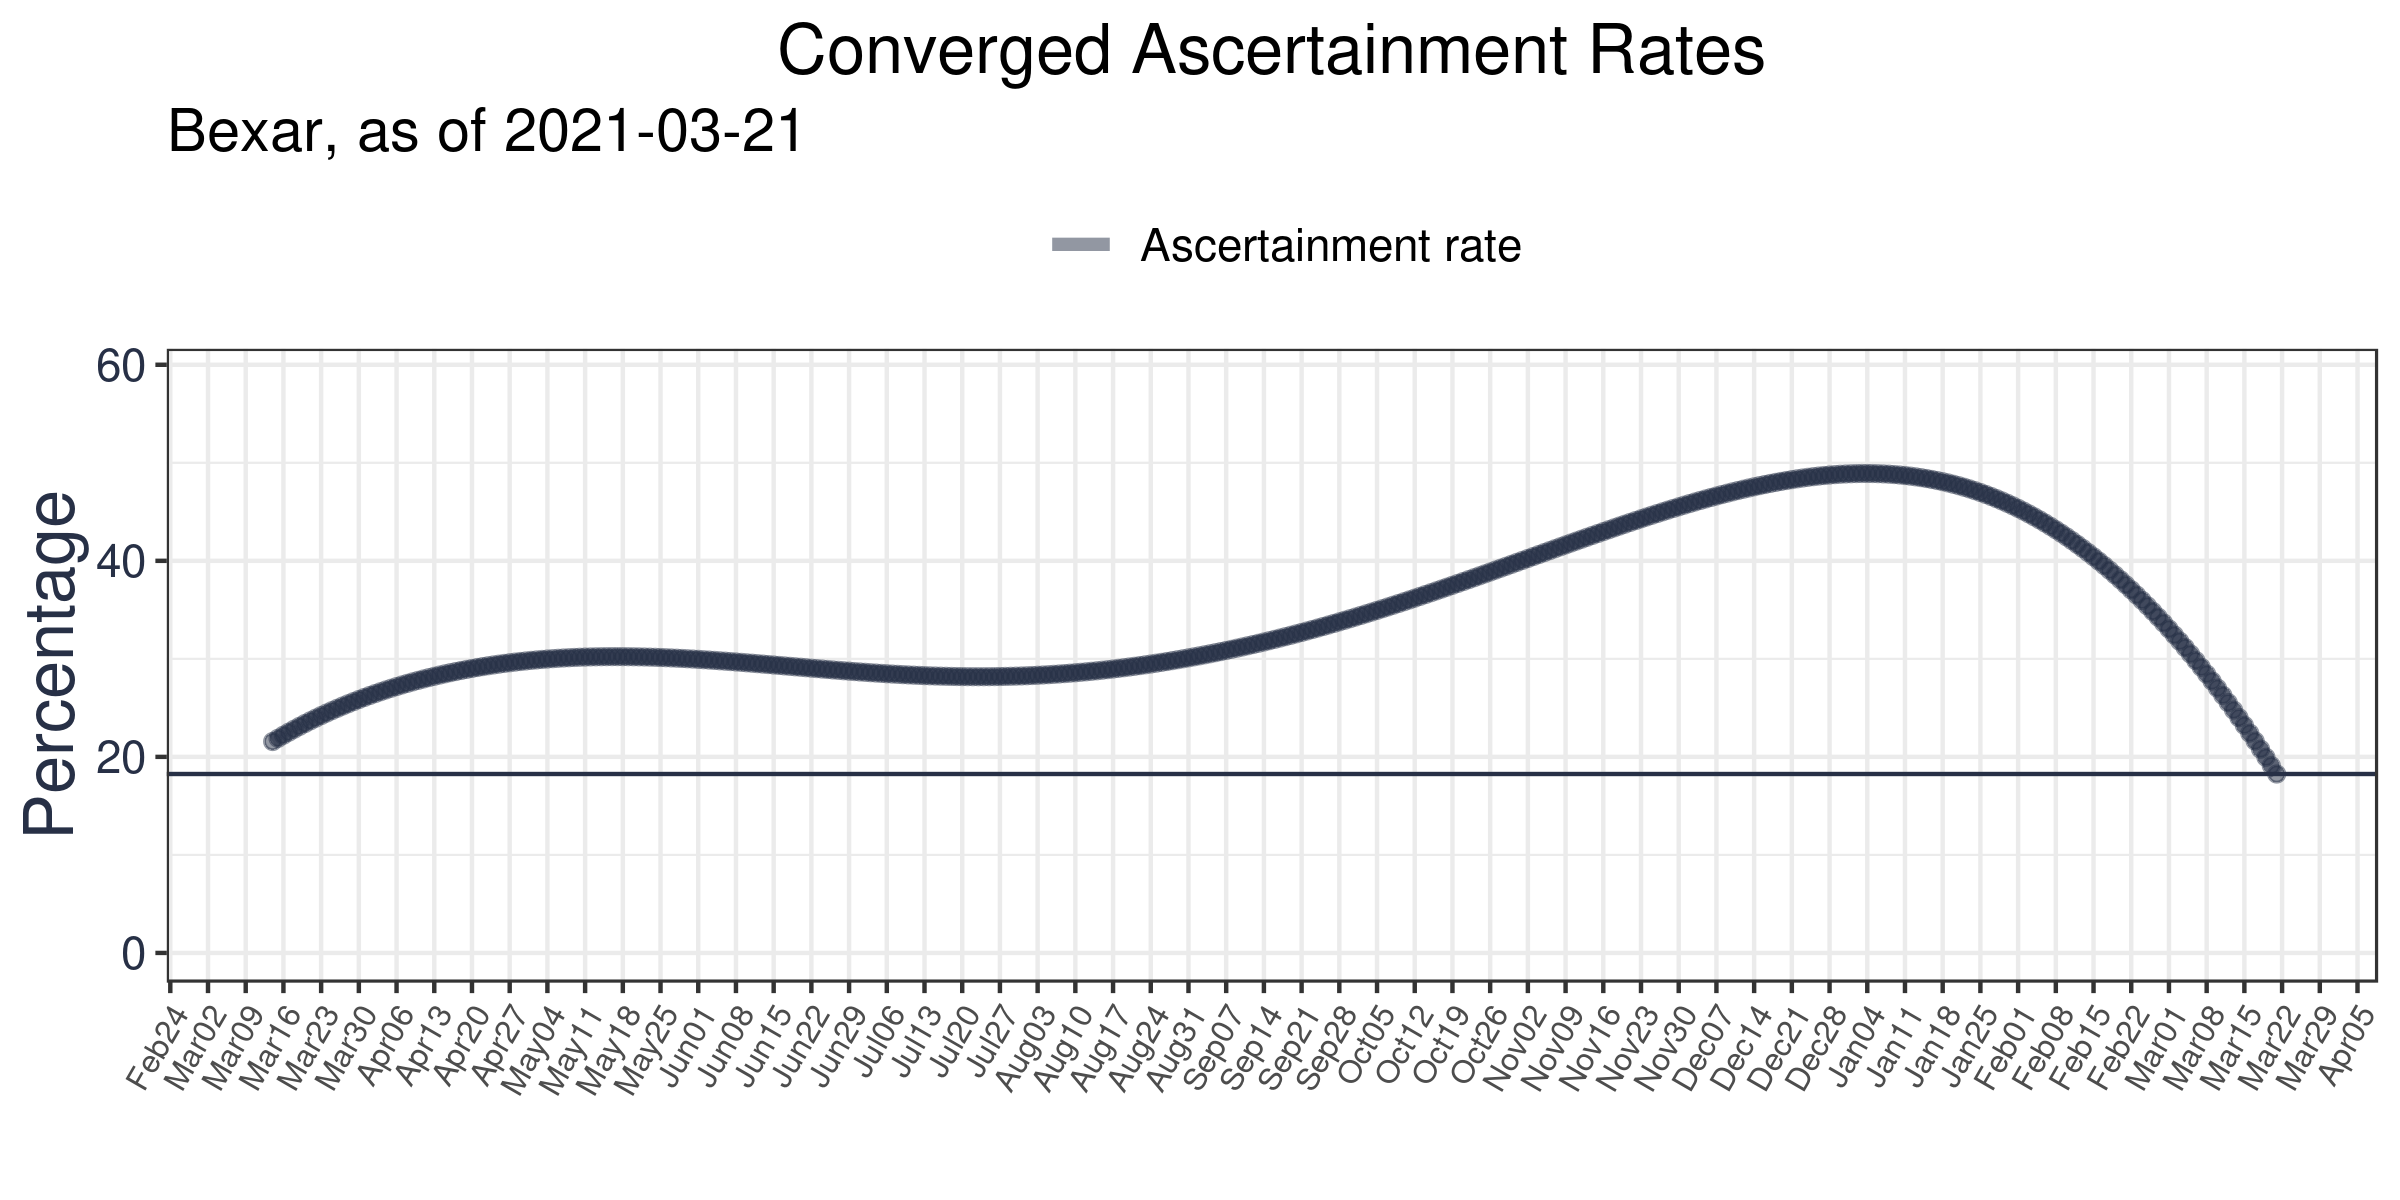 Converged Ascertainment Rates
Bexar, as of 2021-03-21
Ascertainment rate
Percentage
60
40
20
0
Feb24 Mar02 Mar09 Mar16 Mar23 Mar30 Apr06 Apr13 Apr20 Apr27 May04 May11 May18 May25 Jun01 Jun08 Jun15 Jun22 Jun29 Jul06 Jul13 Jul20 Jul27 Aug03 Aug10 Aug17 Aug24 Aug31 Sep07 Sep14 Sep21 Sep28 Oct05 Oct12 Oct19 Oct26 Nov02 Nov09 Nov16 Nov23 Nov30 Dec07 Dec14 Dec21 Dec28 Jan04 Jan11 Jan18 Jan25 Feb01 Feb08 Feb15 Feb22 Mar01 Mar08 Mar15 Mar22 Mar29 Apr05